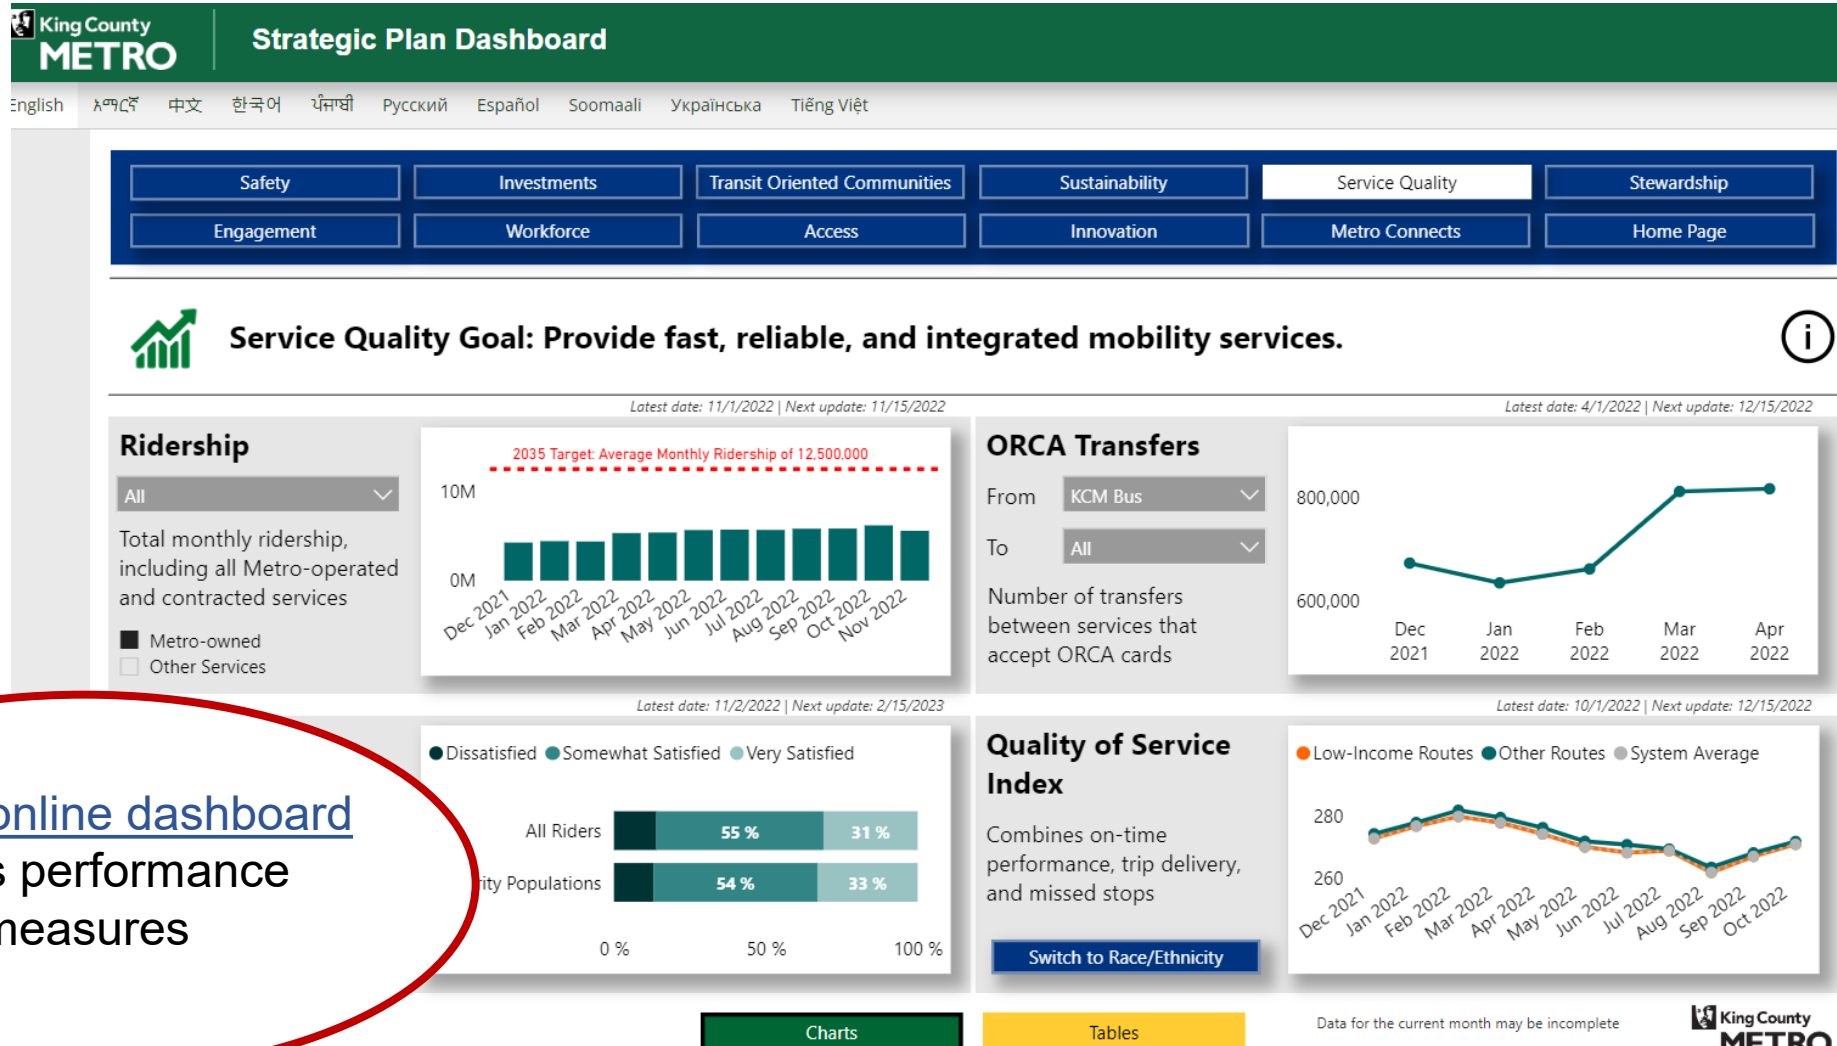 King County
METRO
Strategic Plan Dashboard
English አማርኛ 中文 한국어 ਪੰਜਾਬੀ Русский Español Soomaali Українська Tiếng Việt
Safety Investments Transit Oriented Communities Sustainability Service Quality Stewardship
Engagement Workforce Access Innovation Metro Connects Home Page
Service Quality Goal: Provide fast, reliable, and integrated mobility services.
i
Latest date: 11/1/2022 | Next update: 11/15/2022
Ridership
All
Total monthly ridership,
including all Metro-operated
and contracted services
Metro-owned
Other Services
2035 Target: Average Monthly Ridership of 12,500,000
10M
0M
Dec 2021 Jan 2022 Feb 2022 Mar 2022 Apr 2022 May 2022 Jun 2022 Jul 2022 Aug 2022 Sep 2022 Oct 2022 Nov 2022
Latest date: 4/1/2022 | Next update: 12/15/2022
ORCA Transfers
From KCM Bus
To All
Number of transfers
between services that
accept ORCA cards
800,000
600,000
Dec Jan Feb Mar Apr
2021 2022 2022 2022 2022
Latest date: 11/2/2022 | Next update: 2/15/2023
online dashboard
s performance
measures
Dissatisfied Somewhat Satisfied Very Satisfied
All Riders 55 % 31 %
rity Populations 54 % 33 %
0 % 50 % 100 %
Latest date: 10/1/2022 | Next update: 12/15/2022
Quality of Service
Index
Combines on-time
performance, trip delivery,
and missed stops
Switch to Race/Ethnicity
Low-Income Routes Other Routes System Average
280
260
Dec 2021 Jan 2022 Feb 2022 Mar 2022 Apr 2022 May 2022 Jun 2022 Jul 2022 Aug 2022 Sep 2022 Oct 2022
Charts Tables
Data for the current month may be incomplete
King County
METRO